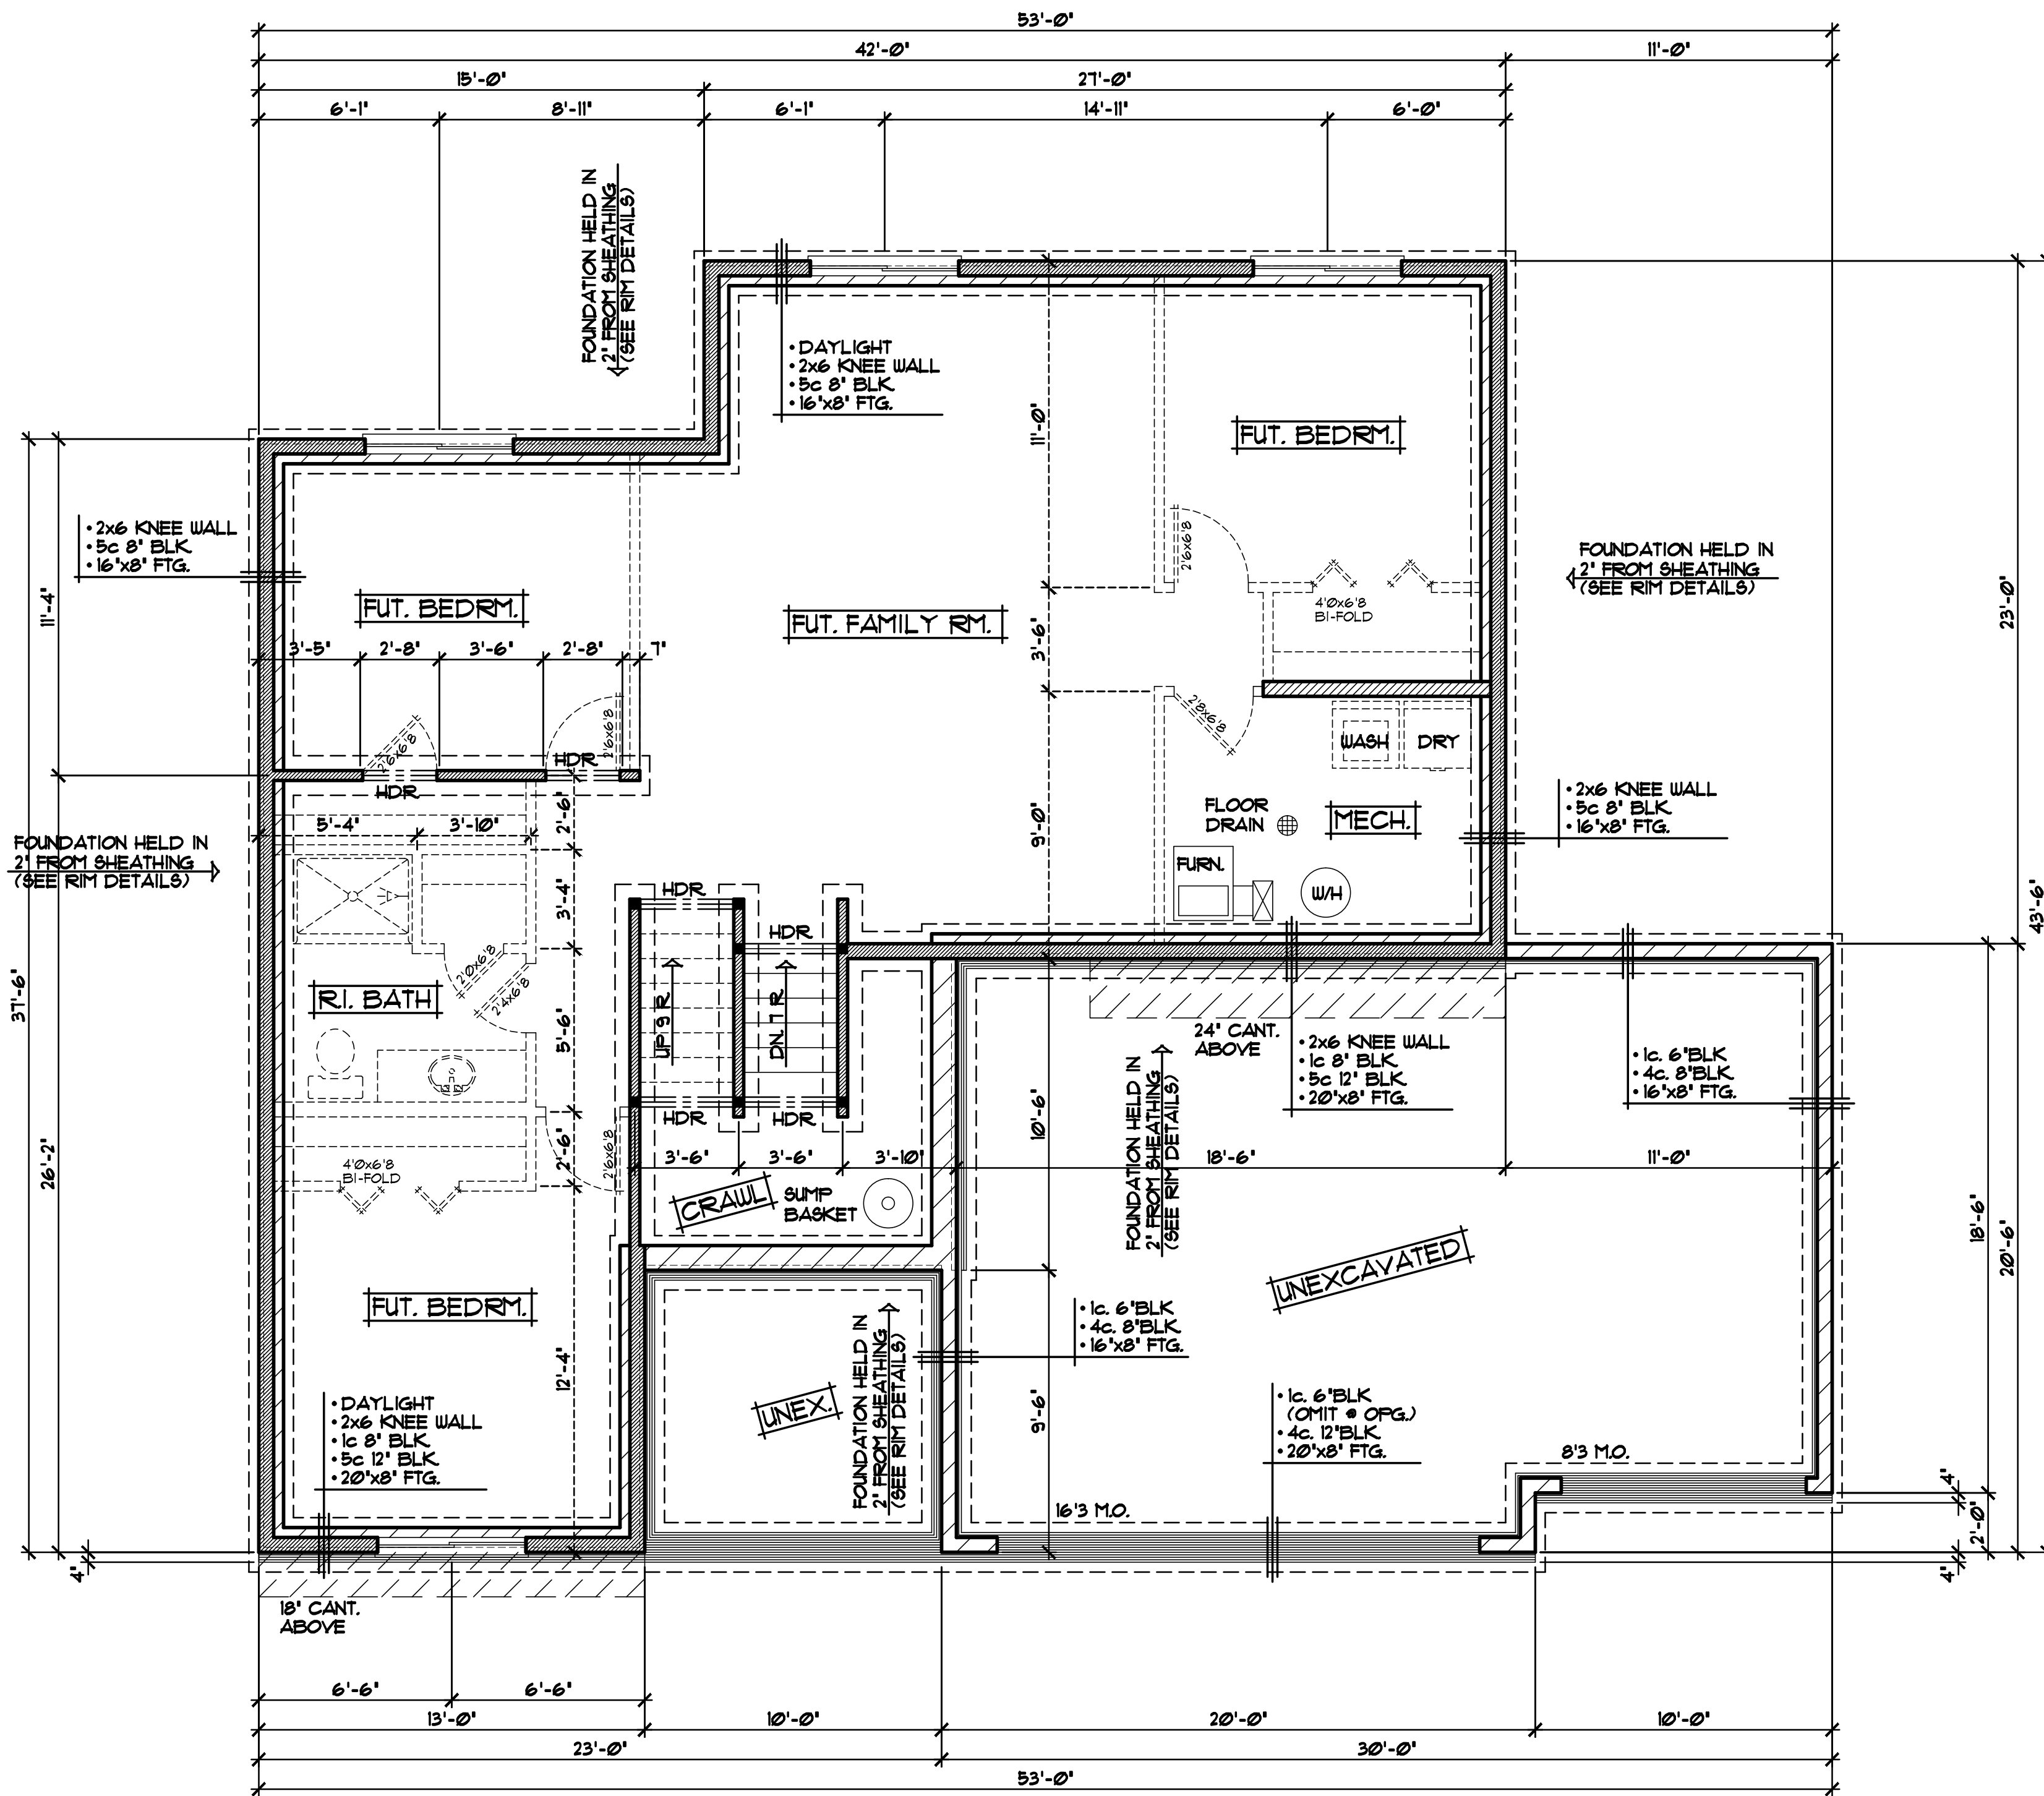 53'-0"
42'-0"
11'-0"
15'-0"
27'-0"
6'-1"
8'-11"
6'-1"
14'-11"
6'-0"
FOUNDATION HELD IN
2" FROM SHEATHING
(SEE RIM DETAILS)
• DAYLIGHT
• 2x6 KNEE WALL
• 5c 8" BLK.
• 16"x8" FTG.
11'-0"
FUT. BEDRM.
• 2x6 KNEE WALL
• 5c 8" BLK.
• 16"x8" FTG.
2'6x6'8
FOUNDATION HELD IN
2" FROM SHEATHING
(SEE RIM DETAILS)
23'-0"
11'-4"
FUT. BEDRM.
FUT. FAMILY RM.
4'0x6'8
BI-FOLD
3'-6"
3'-5"
2'-8"
3'-6"
2'-8"
7"
2'6x6'8
2'6x6'8
2'8x6'8
WASH
DRY
HDR
HDR
2'-6"
5'-4"
3'-10"
9'-0"
FLOOR
DRAIN
MECH.
• 2x6 KNEE WALL
• 5c 8" BLK.
• 16"x8" FTG.
FOUNDATION HELD IN
2" FROM SHEATHING
(SEE RIM DETAILS)
FURN.
W/H
43'-6"
3'-4"
HDR
HDR
2'0x6'8
2'4x6'8
37'-6"
R.I. BATH
UP 9 R
DN. 7 R
5'-6"
24" CANT.
ABOVE
• 2x6 KNEE WALL
• 1c 8" BLK.
• 5c 12" BLK.
• 20"x8" FTG.
• 1c. 6"BLK
• 4c. 8"BLK.
• 16"x8" FTG.
FOUNDATION HELD IN
2" FROM SHEATHING
(SEE RIM DETAILS)
10'-6"
HDR
HDR
26'-2"
2'-6"
2'6x6'8
4'0x6'8
BI-FOLD
3'-6"
3'-6"
3'-10"
18'-6"
11'-0"
CRAWL
SUMP
BASKET
18'-6"
20'-6"
UNEXCAVATED
FUT. BEDRM.
• 1c. 6"BLK
• 4c. 8"BLK.
• 16"x8" FTG.
FOUNDATION HELD IN
2" FROM SHEATHING
(SEE RIM DETAILS)
12'-4"
UNEX.
9'-6"
• DAYLIGHT
• 2x6 KNEE WALL
• 1c 8" BLK.
• 5c 12" BLK.
• 20"x8" FTG.
• 1c. 6"BLK
(OMIT @ OPG.)
• 4c. 12"BLK.
• 20"x8" FTG.
8'3 M.O.
16'3 M.O.
4"
2'-0"
4"
4"
18" CANT.
ABOVE
6'-6"
6'-6"
13'-0"
10'-0"
20'-0"
10'-0"
23'-0"
30'-0"
53'-0"